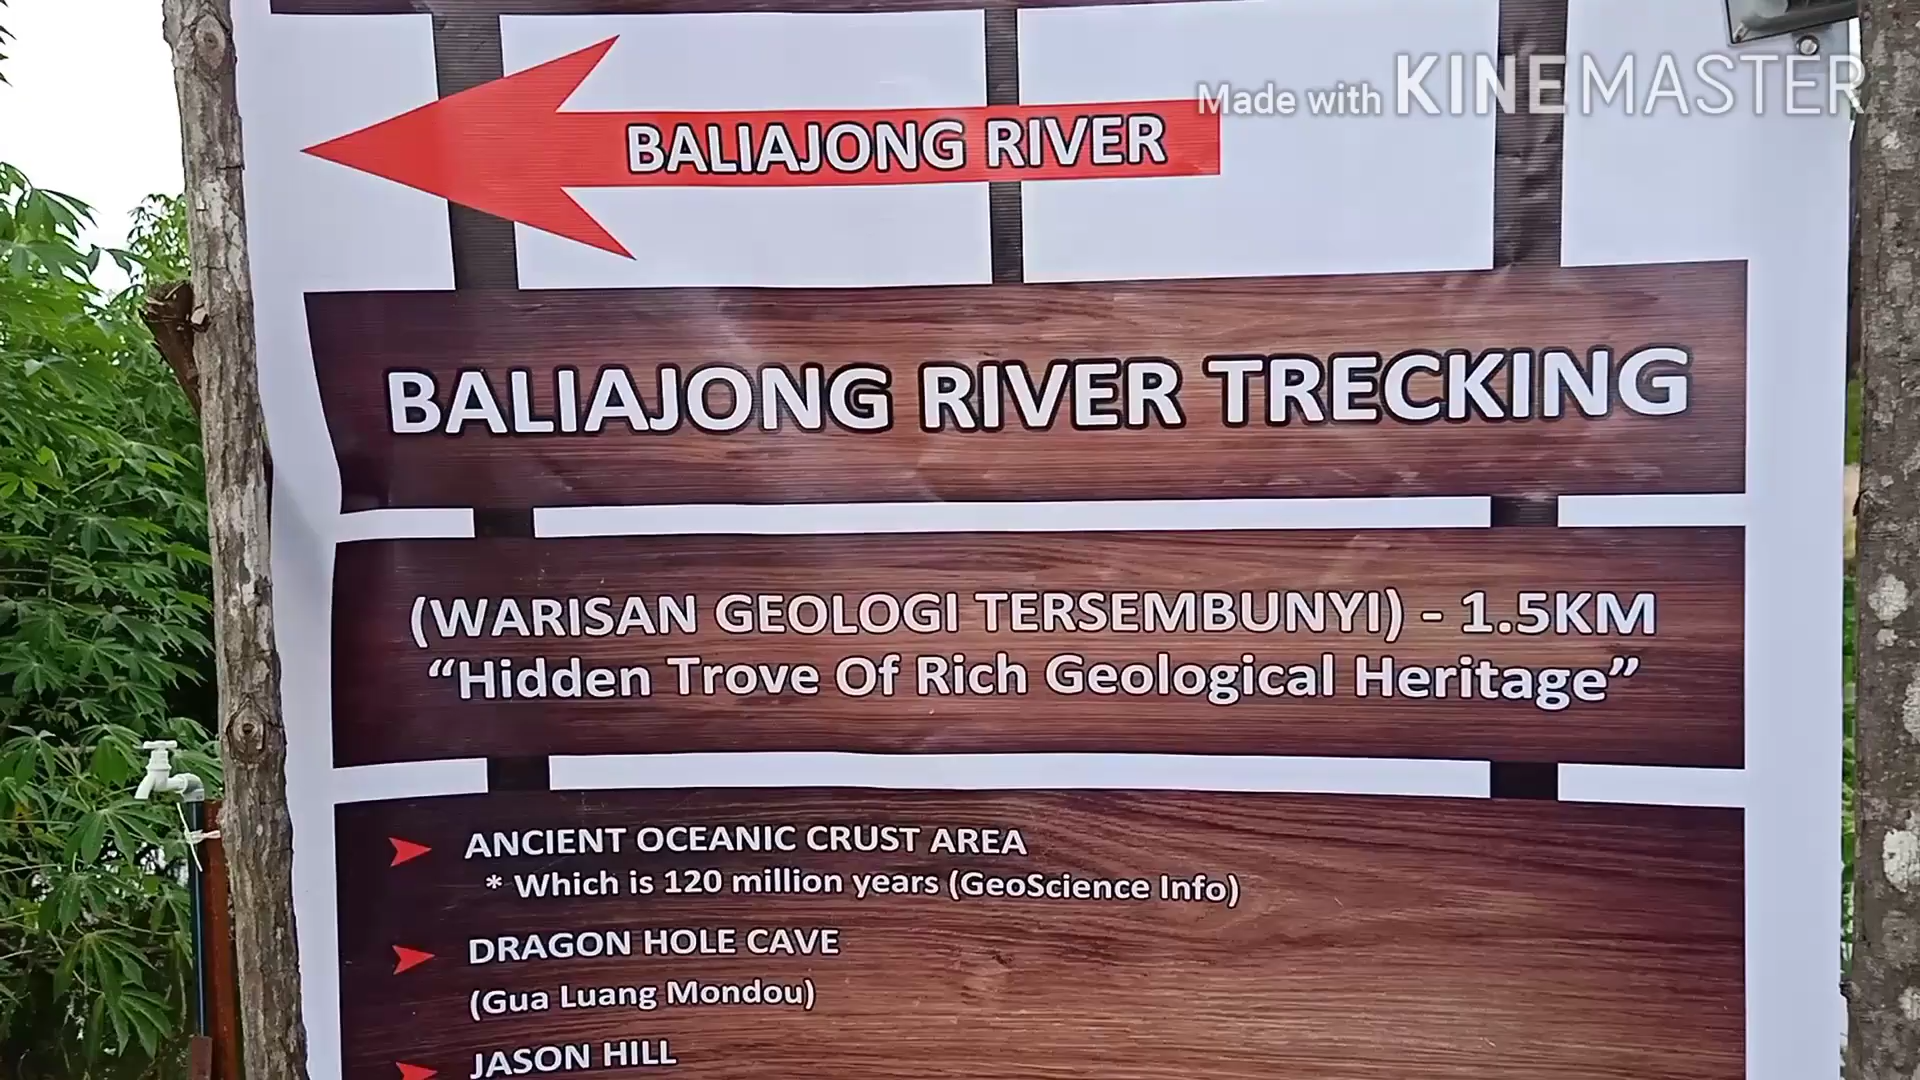 Made with KINEMASTER
BALIAJONG RIVER
BALIAJONG RIVER TRECKING
(WARISAN GEOLOGI TERSEMBUNYI) - 1.5KM
“Hidden Trove Of Rich Geological Heritage”
ANCIENT OCEANIC CRUST AREA
* Which is 120 million years (GeoScience Info)
DRAGON HOLE CAVE
(Gua Luang Mondou)
JASON HILL